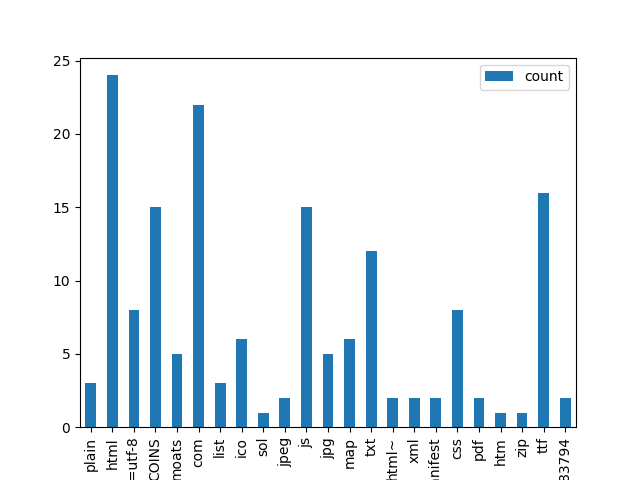 count
25
20
15
10
5
0
plain
html
=utf-8
COINS
moats
com
list
ico
sol
jpeg
js
jpg
map
txt
html~
xml
nifest
css
pdf
htm
zip
ttf
33794